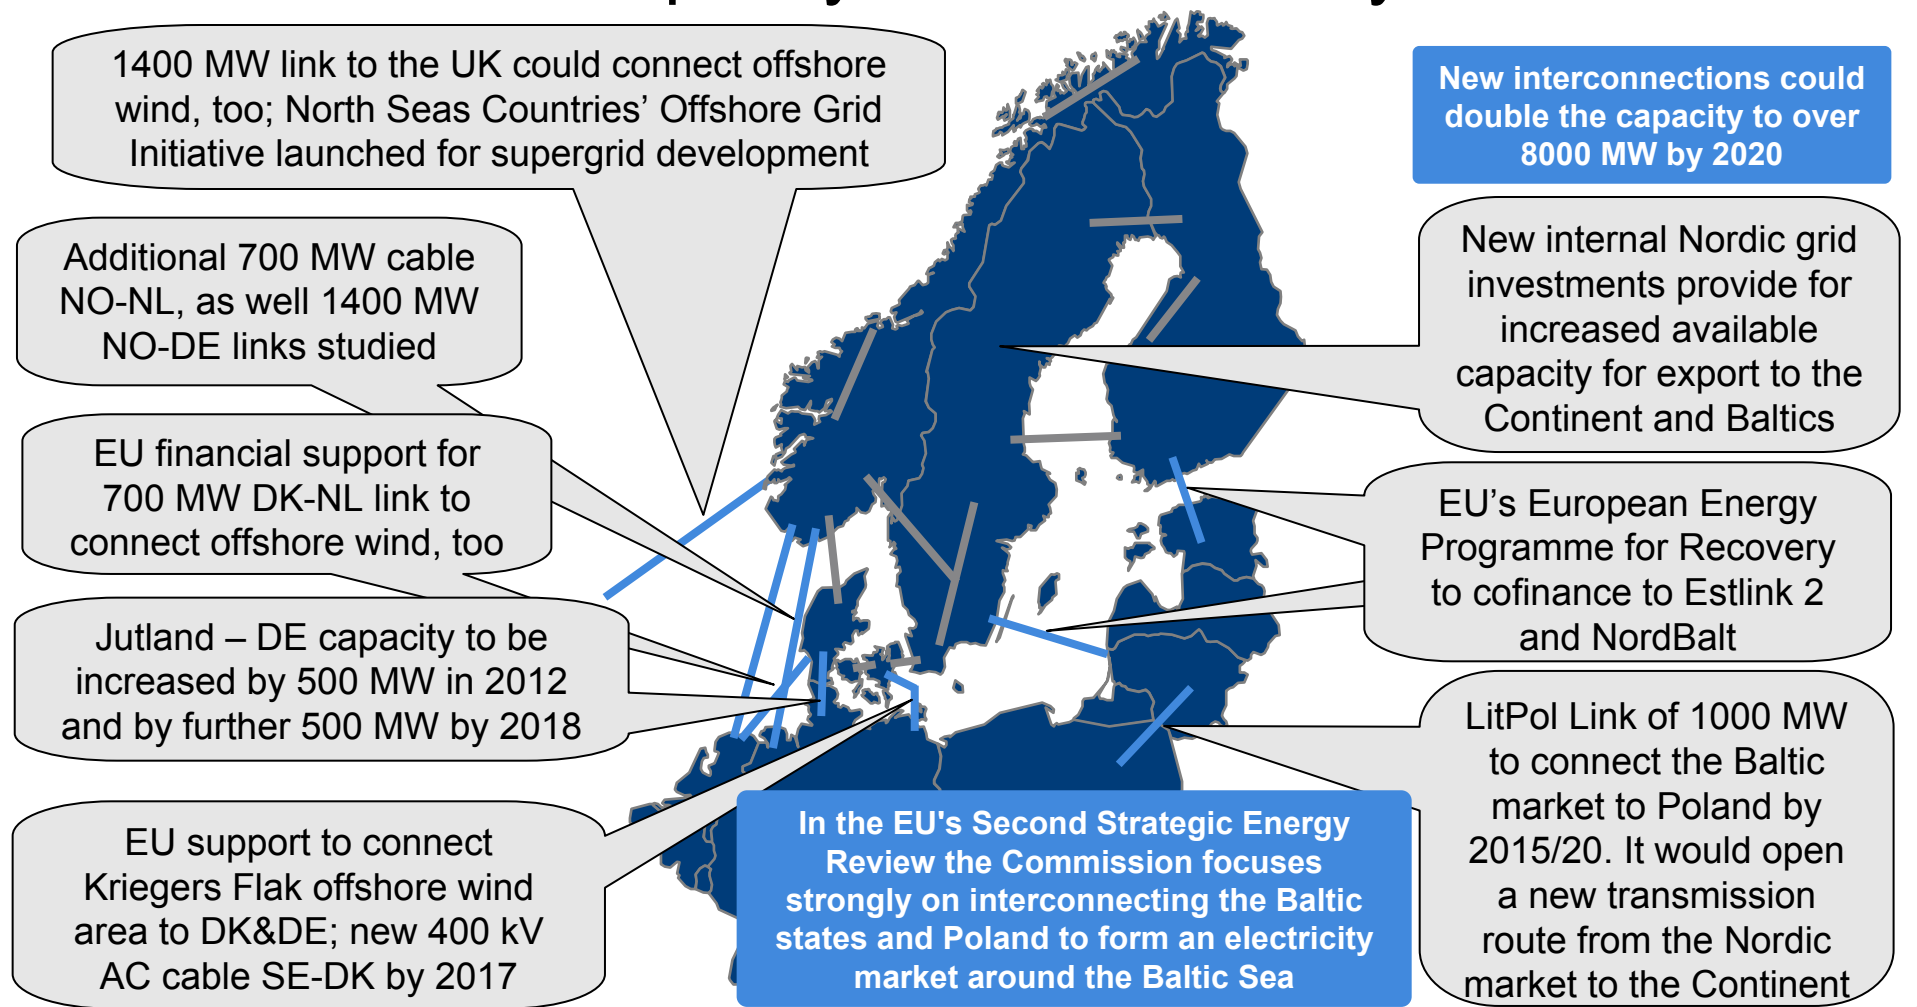 1400 MW link to the UK could connect offshore
wind, too; North Seas Countries’ Offshore Grid
Initiative launched for supergrid development
New interconnections could
double the capacity to over
8000 MW by 2020
Additional 700 MW cable
NO-NL, as well 1400 MW
NO-DE links studied
New internal Nordic grid
investments provide for
increased available
capacity for export to the
Continent and Baltics
EU financial support for
700 MW DK-NL link to
connect offshore wind, too
EU’s European Energy
Programme for Recovery
to cofinance to Estlink 2
and NordBalt
Jutland – DE capacity to be
increased by 500 MW in 2012
and by further 500 MW by 2018
LitPol Link of 1000 MW
to connect the Baltic
market to Poland by
2015/20. It would open
a new transmission
route from the Nordic
market to the Continent
EU support to connect
Kriegers Flak offshore wind
area to DK&DE; new 400 kV
AC cable SE-DK by 2017
In the EU's Second Strategic Energy
Review the Commission focuses
strongly on interconnecting the Baltic
states and Poland to form an electricity
market around the Baltic Sea